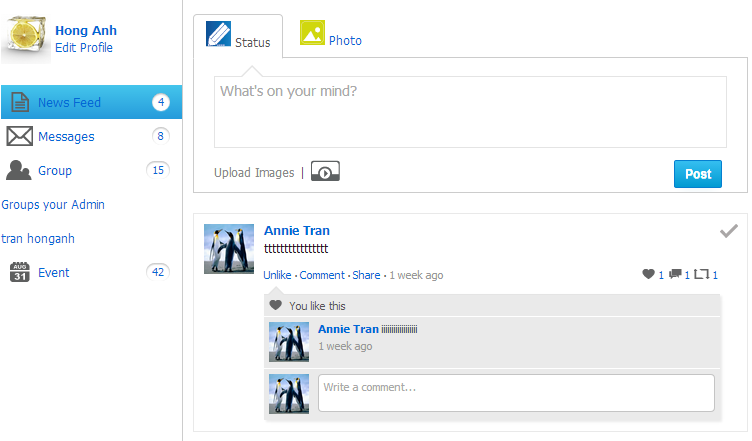 Hong Anh
Edit Profile
News Feed 4
Messages 8
Group 15
Groups your Admin
tran honganh
AUG 31 Event 42
Status Photo
What's on your mind?
Upload Images | Post
Annie Tran
tttttttttttttttt
Unlike · Comment · Share · 1 week ago 1 1 1
You like this
Annie Tran iiiiiiiiiiiiiiiiii
1 week ago
Write a comment...